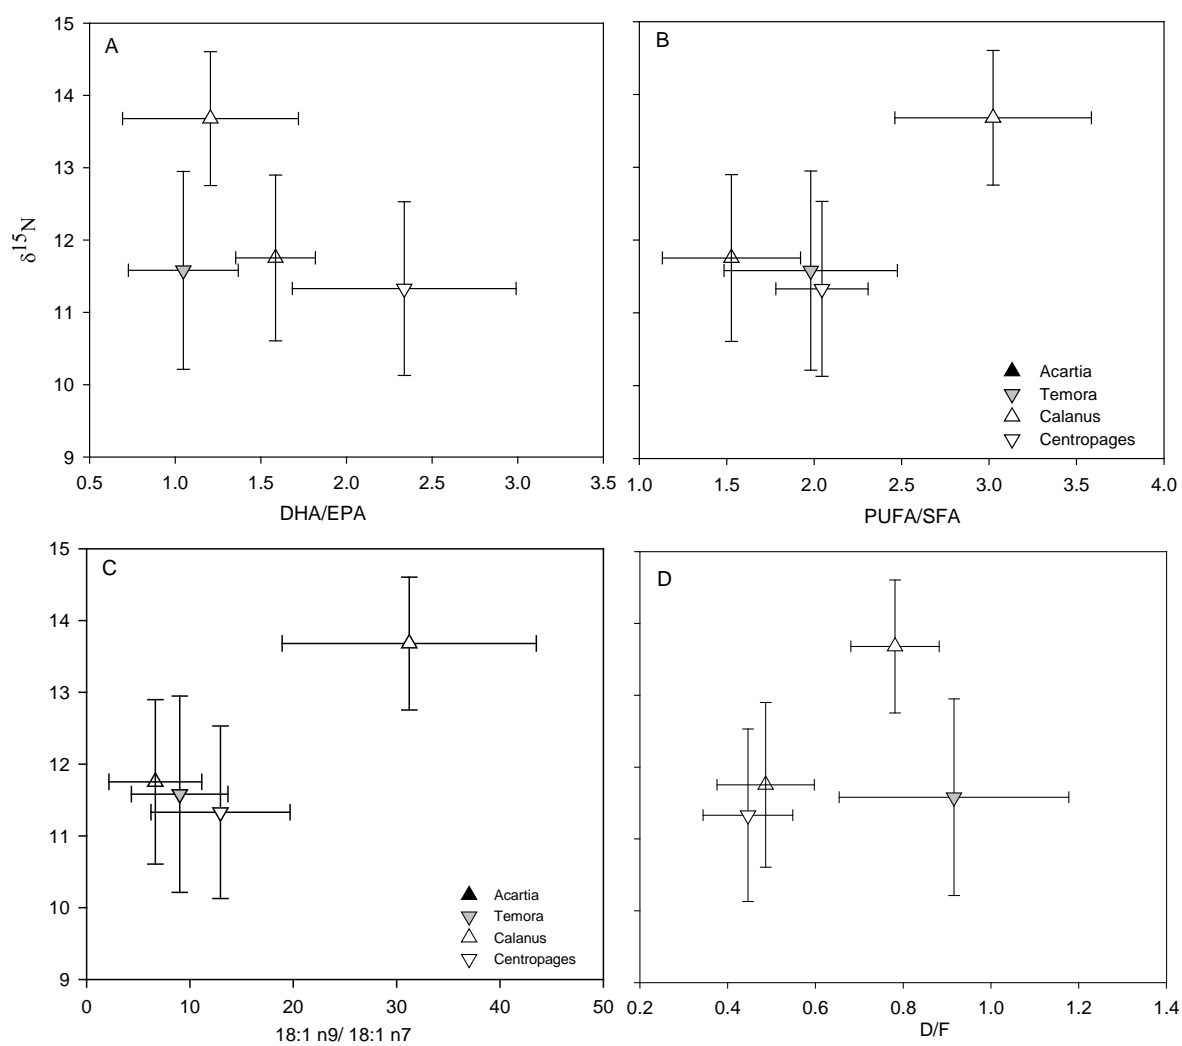 A
15
14
13
12
11
10
9
δ15N
0.5 1.0 1.5 2.0 2.5 3.0 3.5
DHA/EPA
B
Acartia
Temora
Calanus
Centropages
1.0 1.5 2.0 2.5 3.0 3.5 4.0
PUFA/SFA
C
15
14
13
12
11
10
9
Acartia
Temora
Calanus
Centropages
0 10 20 30 40 50
18:1 n9/ 18:1 n7
D
0.2 0.4 0.6 0.8 1.0 1.2 1.4
D/F